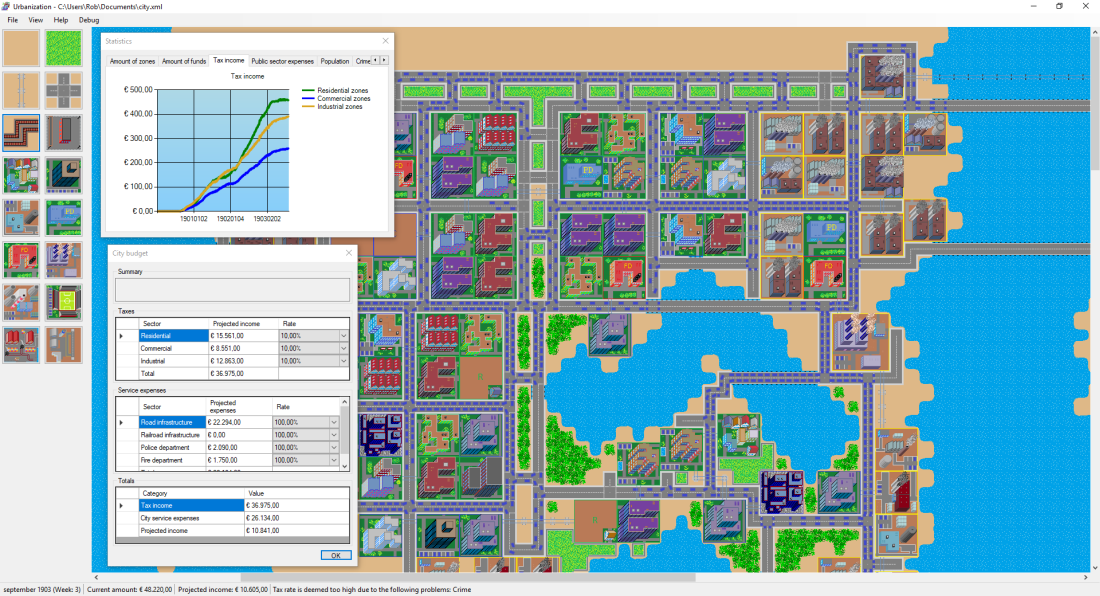 Urbanization - C:\Users\Rob\Documents\city.xml
File View Help Debug
Statistics
Amount of zones Amount of funds Tax income Public sector expenses Population Crime
Tax income
€ 500,00
€ 400,00
€ 300,00
€ 200,00
€ 100,00
€ 0,00
19010102 19020104 19030202
Residential zones
Commercial zones
Industrial zones
City budget
Summary
Taxes
Sector Projected income Rate
Residential € 15.561,00 10,00%
Commercial € 8.551,00 10,00%
Industrial € 12.863,00 10,00%
Total € 36.975,00
Service expenses
Sector Projected expenses Rate
Road infrastructure € 22.294,00 100,00%
Railroad infrastructure € 0,00 100,00%
Police department € 2.090,00 100,00%
Fire department € 1.750,00 100,00%
Totals
Category Value
Tax income € 36.975,00
City service expenses € 26.134,00
Projected income € 10.841,00
OK
PD
PD
FD
FD
september 1903 (Week: 3) Current amount: € 48.220,00 Projected income: € 10.605,00 Tax rate is deemed too high due to the following problems: Crime